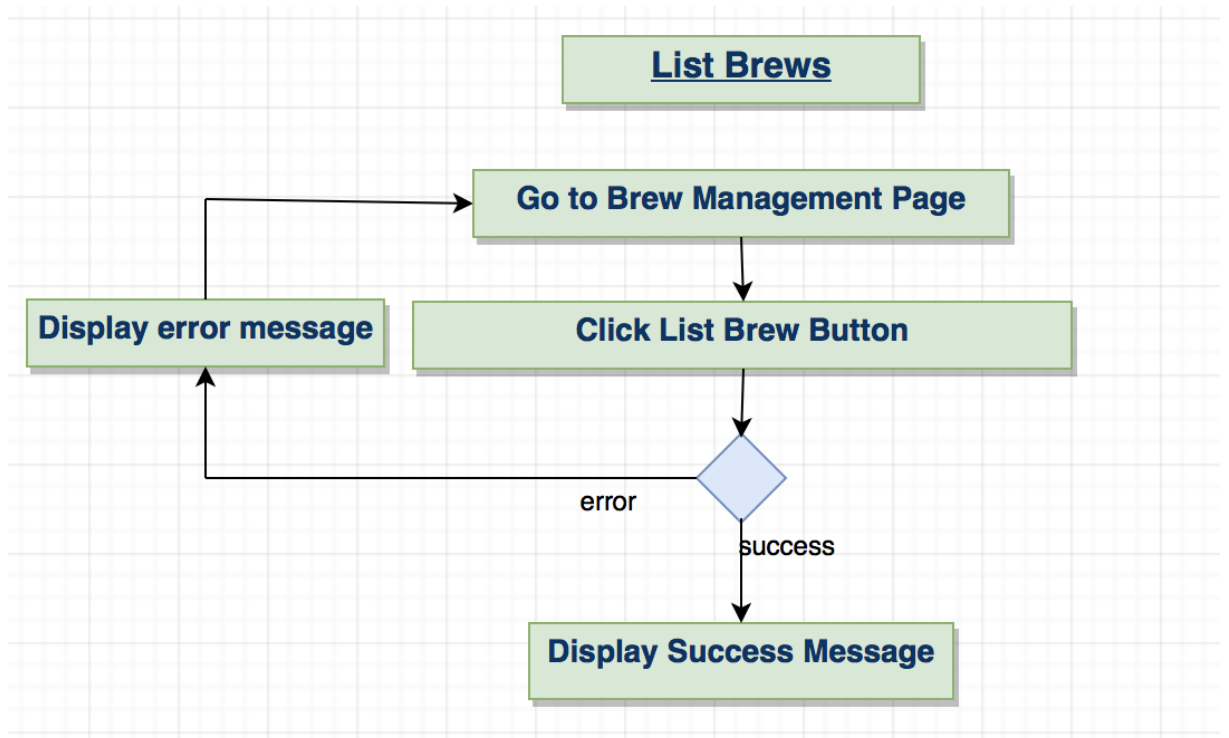 List Brews
Go to Brew Management Page
Display error message
Click List Brew Button
error
success
Display Success Message